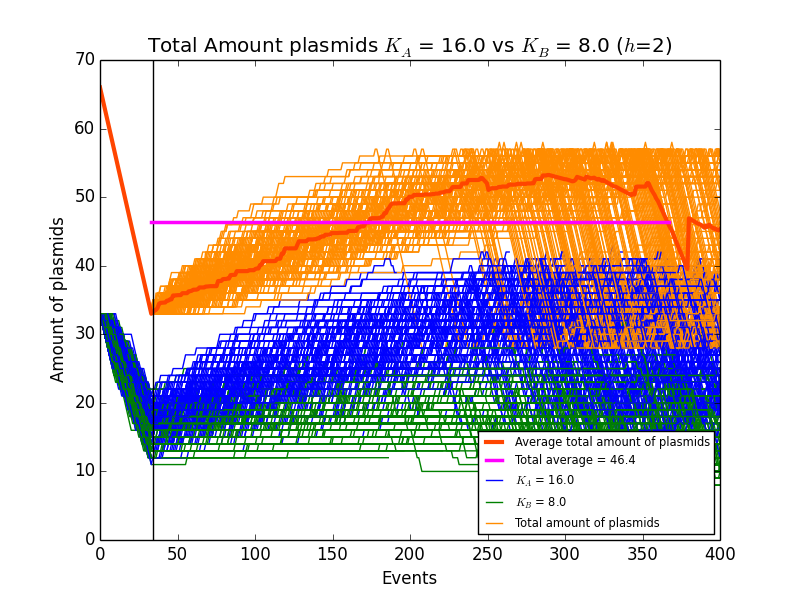 Total Amount plasmids K_A = 16.0 vs K_B = 8.0 (h=2)
70
60
50
40
30
20
10
0
Amount of plasmids
Average total amount of plasmids
Total average = 46.4
K_A = 16.0
K_B = 8.0
Total amount of plasmids
0 50 100 150 200 250 300 350 400
Events